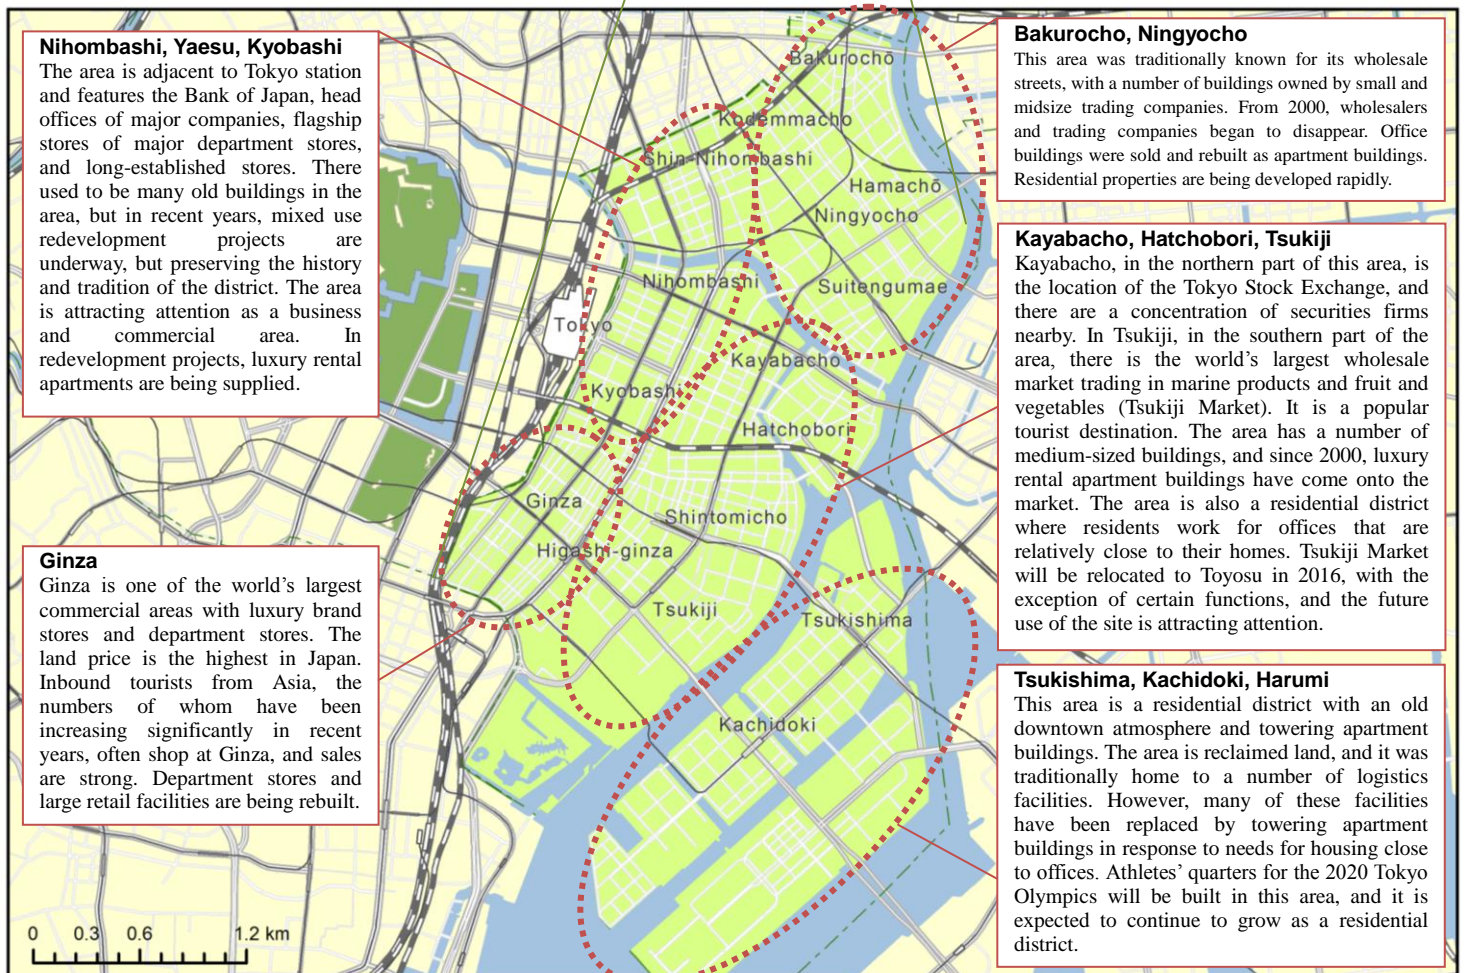 Nihombashi, Yaesu, Kyobashi
The area is adjacent to Tokyo station
and features the Bank of Japan, head
offices of major companies, flagship
stores of major department stores,
and long-established stores. There
used to be many old buildings in the
area, but in recent years, mixed use
redevelopment projects are
underway, but preserving the history
and tradition of the district. The area
is attracting attention as a business
and commercial area. In
redevelopment projects, luxury rental
apartments are being supplied.
Ginza
Ginza is one of the world's largest
commercial areas with luxury brand
stores and department stores. The
land price is the highest in Japan.
Inbound tourists from Asia, the
numbers of whom have been
increasing significantly in recent
years, often shop at Ginza, and sales
are strong. Department stores and
large retail facilities are being rebuilt.
0 0.3 0.6 1.2 km
Bakurochō
Kodemmacho
Shin-Nihombashi
Hamachō
Ningyocho
Nihombashi
Suitengumae
Tokyo
Kayabacho
Kyobashi
Hatchobori
Ginza
Shintomicho
Higashi-ginza
Tsukiji
Tsukishima
Kachidoki
Bakurocho, Ningyocho
This area was traditionally known for its wholesale
streets, with a number of buildings owned by small and
midsize trading companies. From 2000, wholesalers
and trading companies began to disappear. Office
buildings were sold and rebuilt as apartment buildings.
Residential properties are being developed rapidly.
Kayabacho, Hatchobori, Tsukiji
Kayabacho, in the northern part of this area, is
the location of the Tokyo Stock Exchange, and
there are a concentration of securities firms
nearby. In Tsukiji, in the southern part of the
area, there is the world's largest wholesale
market trading in marine products and fruit and
vegetables (Tsukiji Market). It is a popular
tourist destination. The area has a number of
medium-sized buildings, and since 2000, luxury
rental apartment buildings have come onto the
market. The area is also a residential district
where residents work for offices that are
relatively close to their homes. Tsukiji Market
will be relocated to Toyosu in 2016, with the
exception of certain functions, and the future
use of the site is attracting attention.
Tsukishima, Kachidoki, Harumi
This area is a residential district with an old
downtown atmosphere and towering apartment
buildings. The area is reclaimed land, and it was
traditionally home to a number of logistics
facilities. However, many of these facilities
have been replaced by towering apartment
buildings in response to needs for housing close
to offices. Athletes' quarters for the 2020 Tokyo
Olympics will be built in this area, and it is
expected to continue to grow as a residential
district.